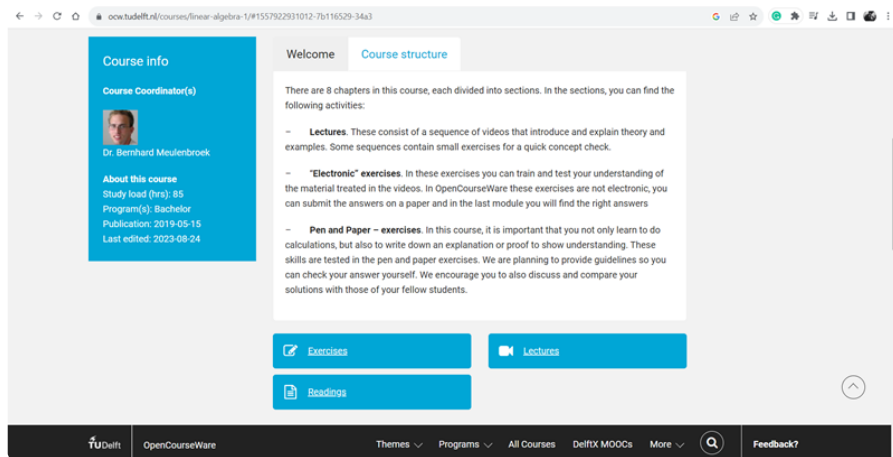 ocw.tudelft.nl/courses/linear-algebra-1/#1557922931012-7b116529-34a3
Course info
Course Coordinator(s)
Dr. Bernhard Meulenbroek
About this course
Study load (hrs): 85
Program(s): Bachelor
Publication: 2019-05-15
Last edited: 2023-08-24
Welcome
Course structure
There are 8 chapters in this course, each divided into sections. In the sections, you can find the
following activities:
– Lectures. These consist of a sequence of videos that introduce and explain theory and
examples. Some sequences contain small exercises for a quick concept check.
– "Electronic" exercises. In these exercises you can train and test your understanding of
the material treated in the videos. In OpenCourseWare these exercises are not electronic, you
can submit the answers on a paper and in the last module you will find the right answers
– Pen and Paper – exercises. In this course, it is important that you not only learn to do
calculations, but also to write down an explanation or proof to show understanding. These
skills are tested in the pen and paper exercises. We are planning to provide guidelines so you
can check your answer yourself. We encourage you to also discuss and compare your
solutions with those of your fellow students.
Exercises
Lectures
Readings
TUDelft
OpenCourseWare
Themes
Programs
All Courses
DelftX MOOCs
More
Feedback?